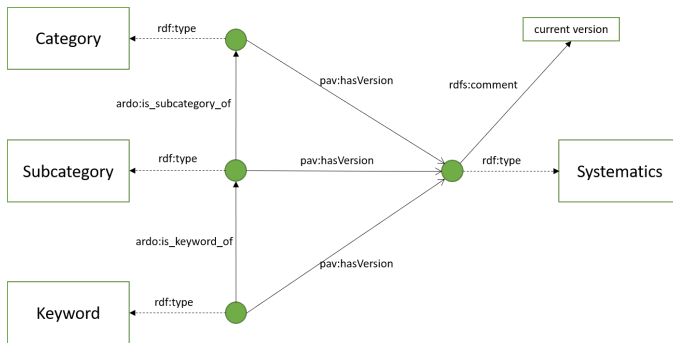 rdf:type
current version
Category
pav:hasVersion
rdfs:comment
ardo:is_subcategory_of
rdf:type
pav:hasVersion
rdf:type
Subcategory
Systematics
ardo:is_keyword_of
pav:hasVersion
rdf:type
Keyword